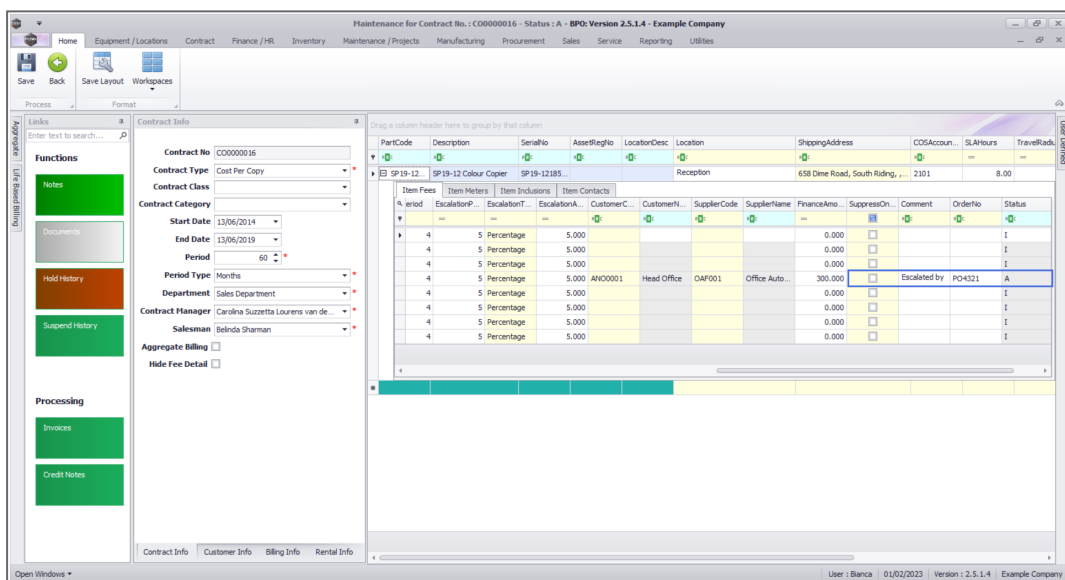 Maintenance for Contract No. : CO0000016 - Status : A - BPO: Version 2.5.1.4 - Example Company
Home Equipment / Locations Contract Finance / HR Inventory Maintenance / Projects Manufacturing Procurement Sales Service Reporting Utilities
Save Back Save Layout Workspaces
Process Format
Aggregate
Life Based Billing
Links
Enter text to search...
Functions
Notes
Documents
Hold History
Suspend History
Processing
Invoices
Credit Notes
Contract Info
Contract No CO0000016
Contract Type Cost Per Copy *
Contract Class
Contract Category
Start Date 13/06/2014
End Date 13/06/2019
Period 60 *
Period Type Months *
Department Sales Department *
Contract Manager Carolina Suzzetta Lourens van de... *
Salesman Belinda Sharman *
Aggregate Billing
Hide Fee Detail
Contract Info Customer Info Billing Info Rental Info
Drag a column header here to group by that column
User Defined
PartCode Description SerialNo AssetRegNo LocationDesc Location ShippingAddress COSAccoun... SLAHours TravelRadiu
SP19-12... SP19-12 Colour Copier SP19-12185... Reception 658 Dime Road, South Riding, , ... 2101 8.00
Item Fees Item Meters Item Inclusions Item Contacts
eriod EscalationP... EscalationT... EscalationA... CustomerC... CustomerN... SupplierCode SupplierName FinanceAmo... SuppressOn... Comment OrderNo Status
4 5 Percentage 5.000 0.000 I
4 5 Percentage 5.000 0.000 I
4 5 Percentage 5.000 0.000 I
4 5 Percentage 5.000 ANO0001 Head Office OAF001 Office Auto... 300.000 Escalated by PO4321 A
4 5 Percentage 5.000 0.000 I
4 5 Percentage 5.000 0.000 I
4 5 Percentage 5.000 0.000 I
4 5 Percentage 5.000 0.000 I
Open Windows
User : Bianca 01/02/2023 Version : 2.5.1.4 Example Company